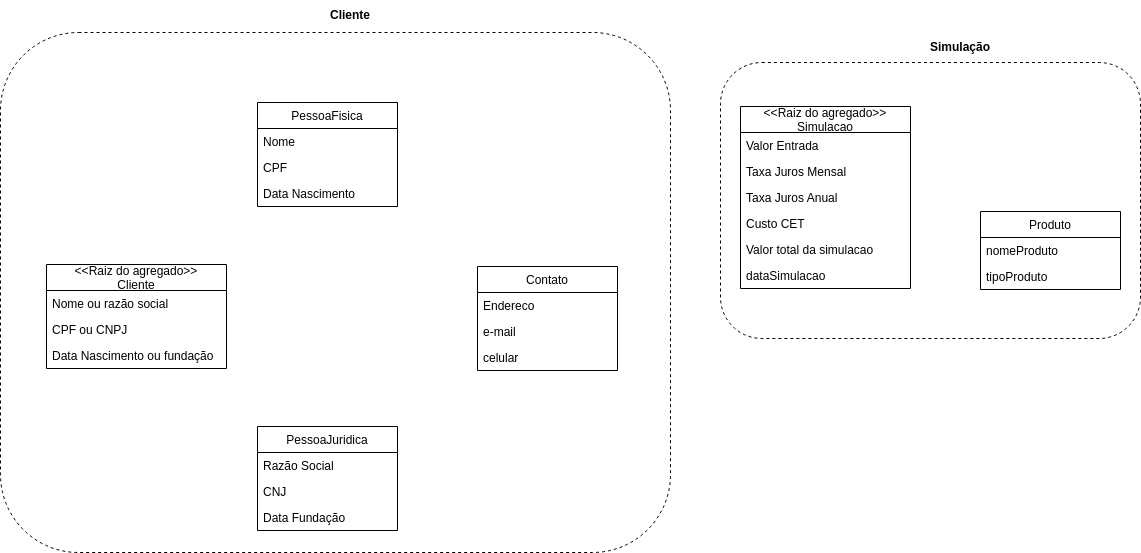 Cliente
PessoaFisica
Nome
CPF
Data Nascimento
<<Raiz do agregado>>
Cliente
Nome ou razão social
CPF ou CNPJ
Data Nascimento ou fundação
Contato
Endereco
e-mail
celular
PessoaJuridica
Razão Social
CNJ
Data Fundação
Simulação
<<Raiz do agregado>>
Simulacao
Valor Entrada
Taxa Juros Mensal
Taxa Juros Anual
Custo CET
Valor total da simulacao
dataSimulacao
Produto
nomeProduto
tipoProduto